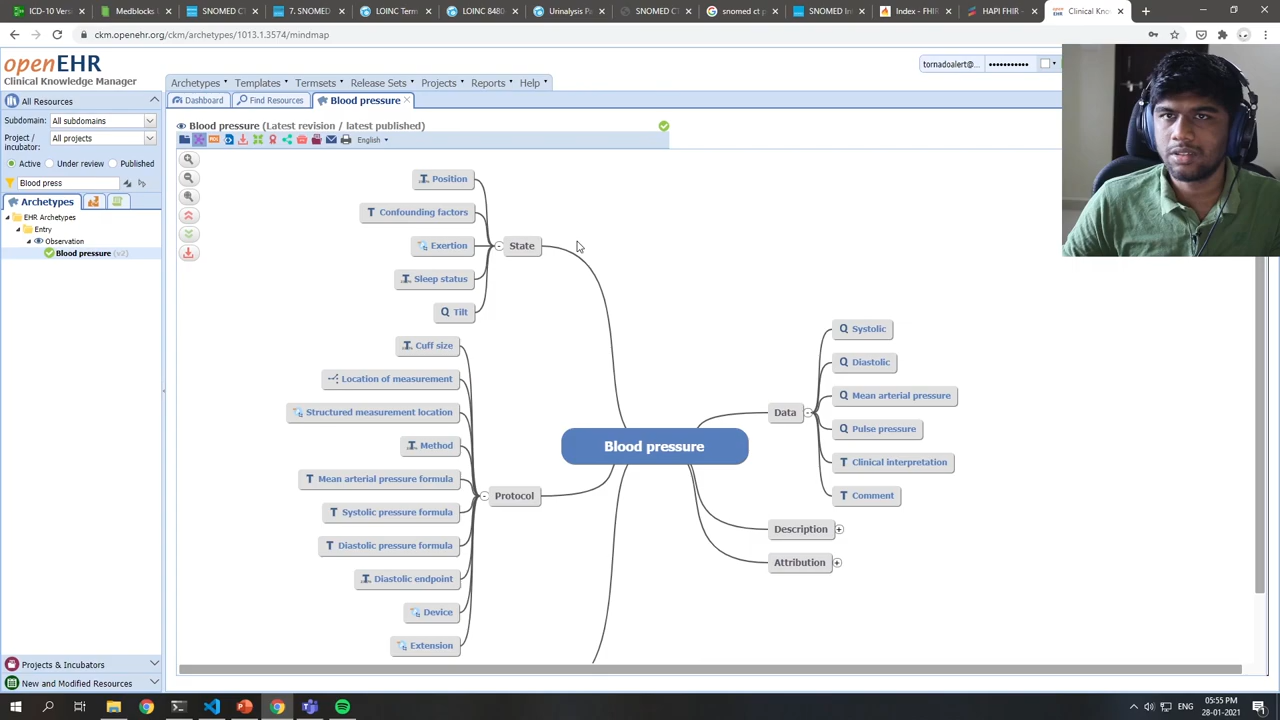 ICD-10 Vers
Medblocks
SNOMED C
7. SNOMED
LOINC Term
LOINC 8480
Urinalysis Pa
SNOMED CT
snomed ct p
SNOMED Int
Index - FHIR
HAPI FHIR
Clinical Kno
ckm.openehr.org/ckm/archetypes/1013.1.3574/mindmap
openEHR
Clinical Knowledge Manager
Archetypes
Templates
Termsets
Release Sets
Projects
Reports
Help
tornadoalert@...
Dashboard
Find Resources
Blood pressure
All Resources
Subdomain:
All subdomains
Project / incubator:
All projects
Active
Under review
Published
Blood press
Archetypes
EHR Archetypes
Entry
Observation
Blood pressure (v2)
Projects & Incubators
New and Modified Resources
Blood pressure (Latest revision / latest published)
English
Position
Confounding factors
Exertion
Sleep status
Tilt
State
Cuff size
Location of measurement
Structured measurement location
Method
Mean arterial pressure formula
Systolic pressure formula
Diastolic pressure formula
Diastolic endpoint
Device
Extension
Protocol
Blood pressure
Data
Systolic
Diastolic
Mean arterial pressure
Pulse pressure
Clinical interpretation
Comment
Description
Attribution
ENG
05:55 PM
28-01-2021